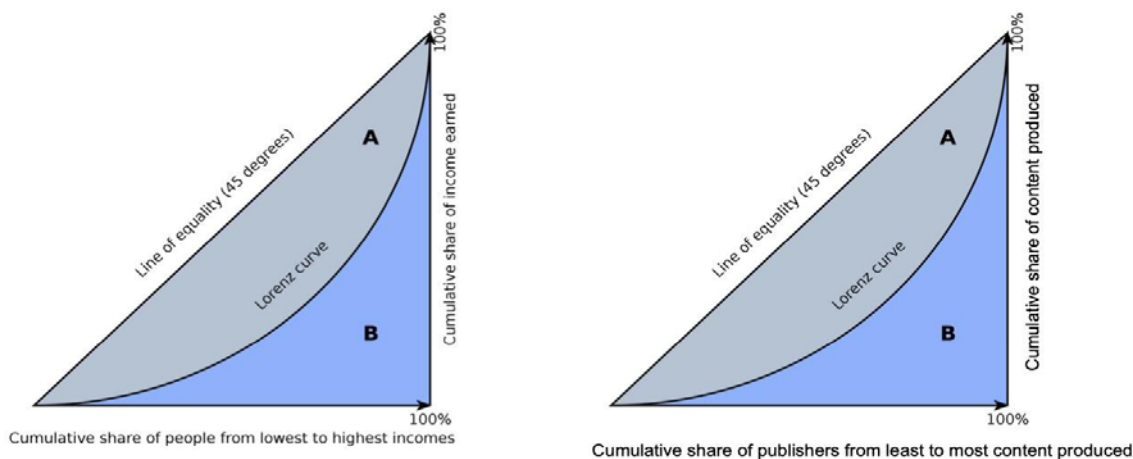 100%
Cumulative share of income earned
Line of equality (45 degrees)
A
Lorenz curve
B
100%
Cumulative share of people from lowest to highest incomes
100%
Cumulative share of content produced
Line of equality (45 degrees)
A
Lorenz curve
B
100%
Cumulative share of publishers from least to most content produced